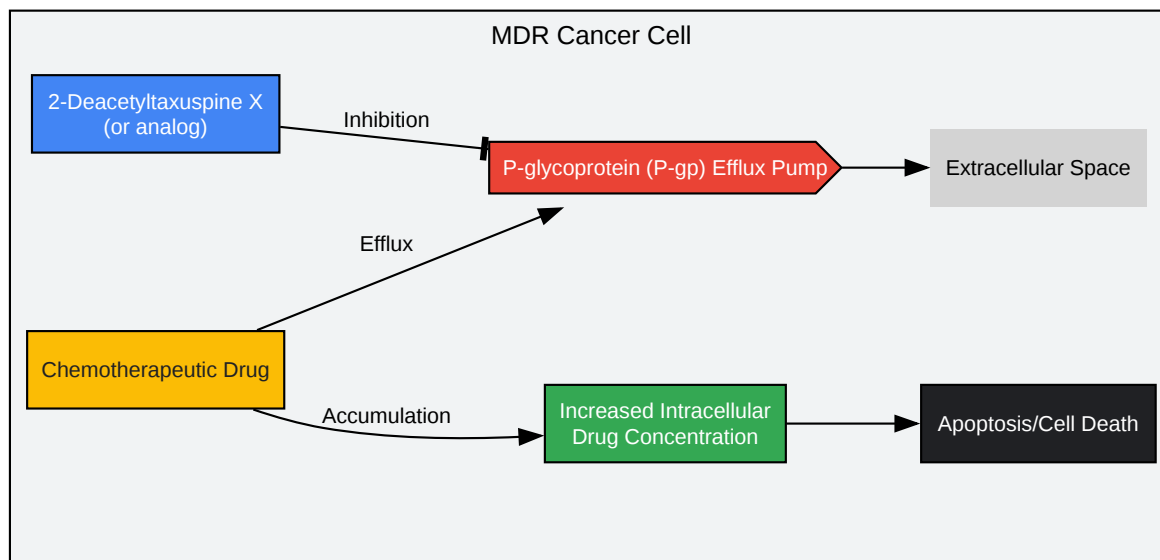 MDR Cancer Cell
2-Deacetyltaxuspine X
(or analog)
Inhibition
P-glycoprotein (P-gp) Efflux Pump
Extracellular Space
Efflux
Chemotherapeutic Drug
Accumulation
Increased Intracellular
Drug Concentration
Apoptosis/Cell Death